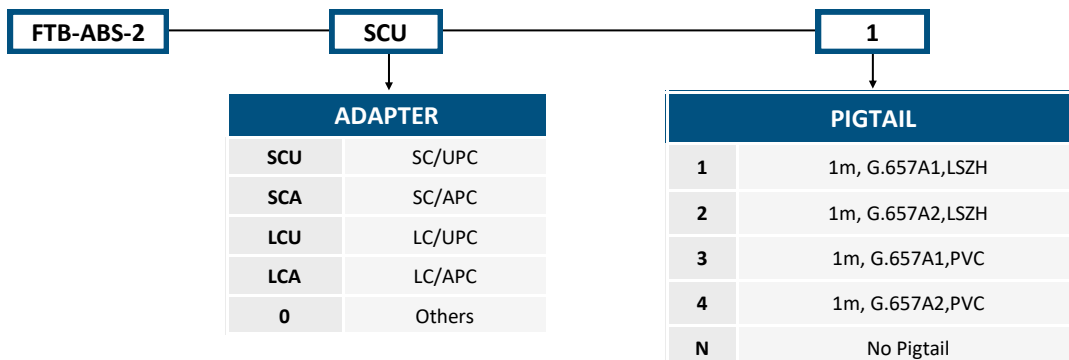 FTB-ABS-2 SCU 1
ADAPTER
SCU SC/UPC
SCA SC/APC
LCU LC/UPC
LCA LC/APC
0 Others
PIGTAIL
1 1m, G.657A1,LSZH
2 1m, G.657A2,LSZH
3 1m, G.657A1,PVC
4 1m, G.657A2,PVC
N No Pigtail